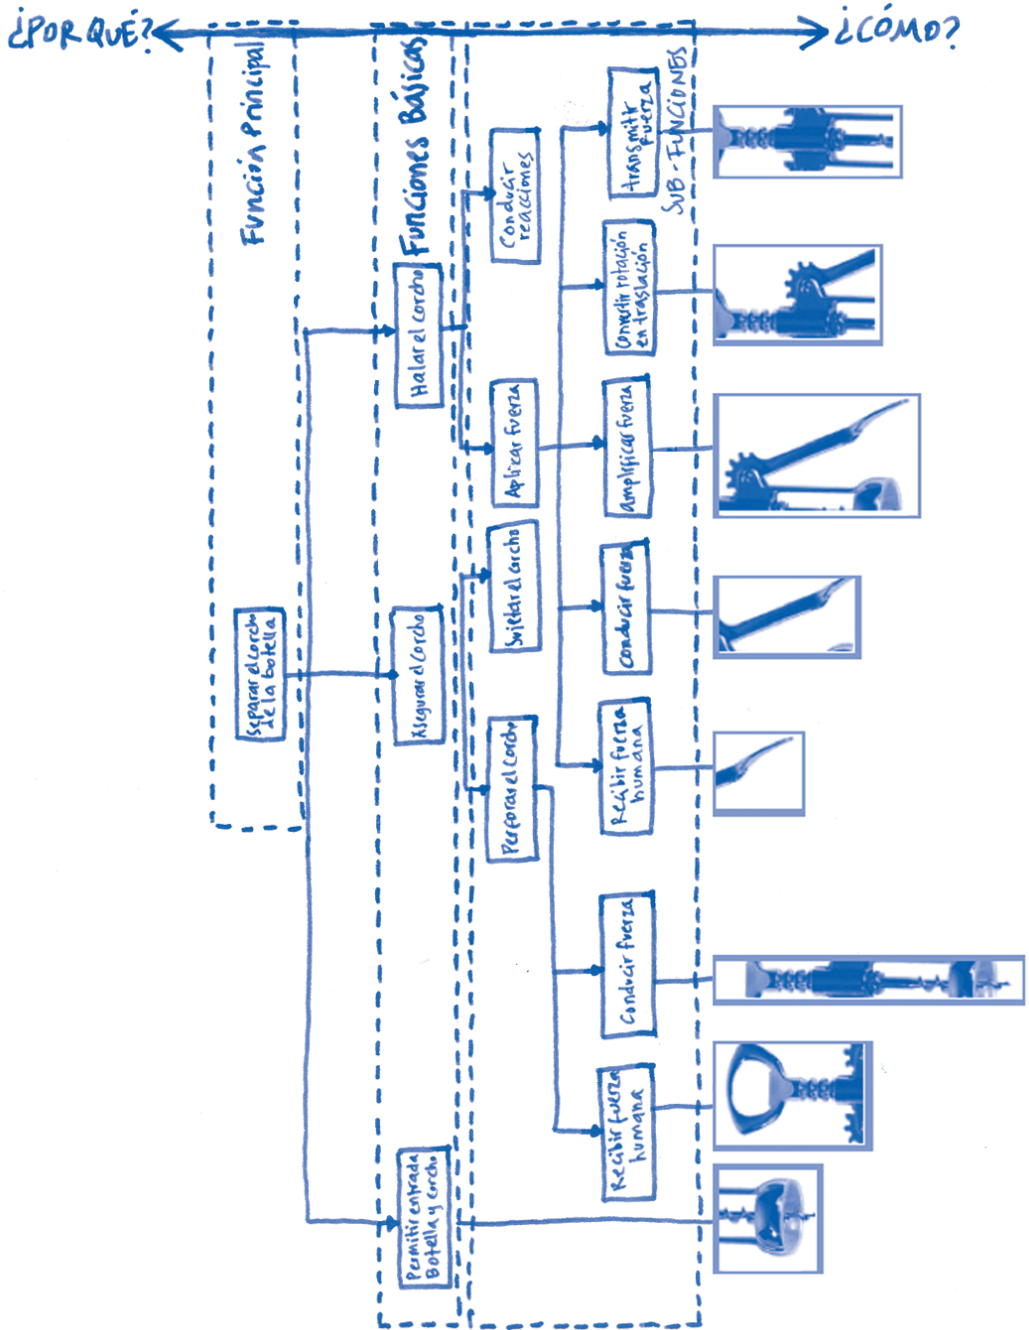 ¿POR QUÉ?
¿CÓMO?
Función Principal
Funciones Básicas
SUB-FUNCIONES
Separar el corcho
de la botella
Permitir entrada
Botella y corcho
Asegurar el corcho
Halar el corcho
Perforar el corcho
Sujetar el corcho
Aplicar fuerza
Conducir
reacciones
Recibir fuerza
humana
Conducir fuerza
Recibir fuerza
humana
conducir fuerza
amplificar fuerza
Convertir rotación
en traslación
transmitir
fuerza